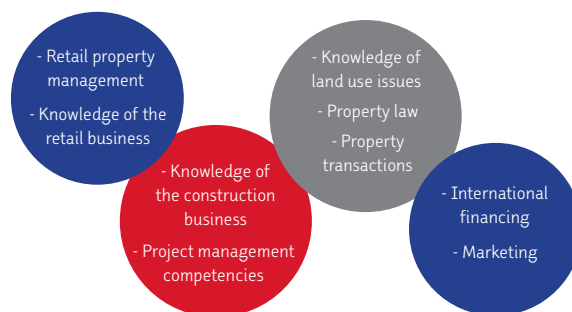 - Retail property
management
- Knowledge of the
retail business
- Knowledge of
the construction
business
- Project management
competencies
- Knowledge of
land use issues
- Property law
- Property
transactions
- International
financing
- Marketing